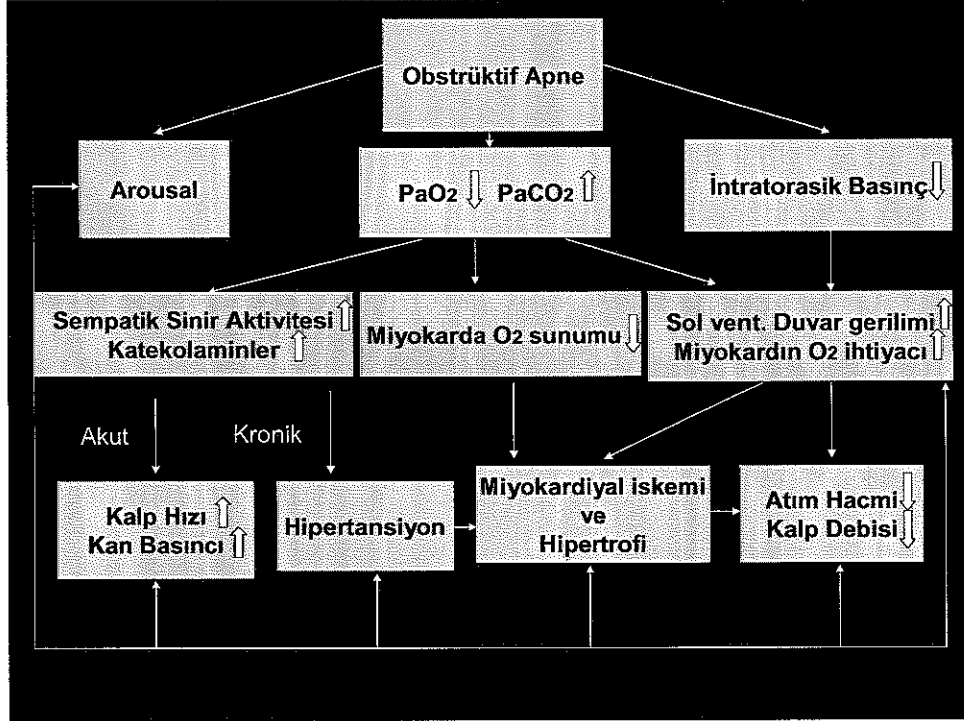 Obstrüktif Apne
Arousal
PaO2 PaCO2
İntratorasik Basınç
Sempatik Sinir Aktivitesi
Katekolaminler
Miyokarda O2 sunumu
Sol vent. Duvar gerilimi
Miyokardın O2 ihtiyacı
Akut
Kronik
Kalp Hızı
Kan Basıncı
Hipertansiyon
Miyokardiyal iskemi
ve
Hipertrofi
Atım Hacmi
Kalp Debisi